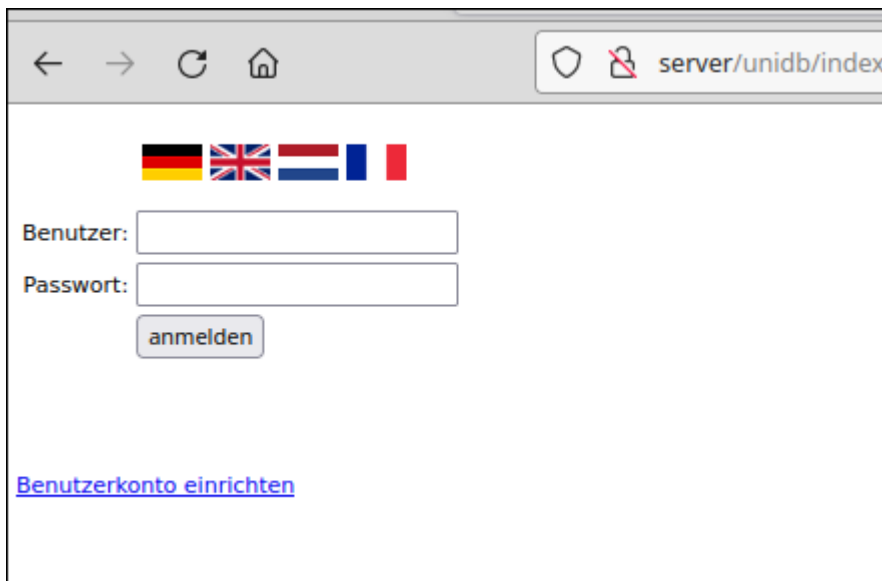 server/unidb/index
Benutzer:
Passwort:
anmelden
Benutzerkonto einrichten